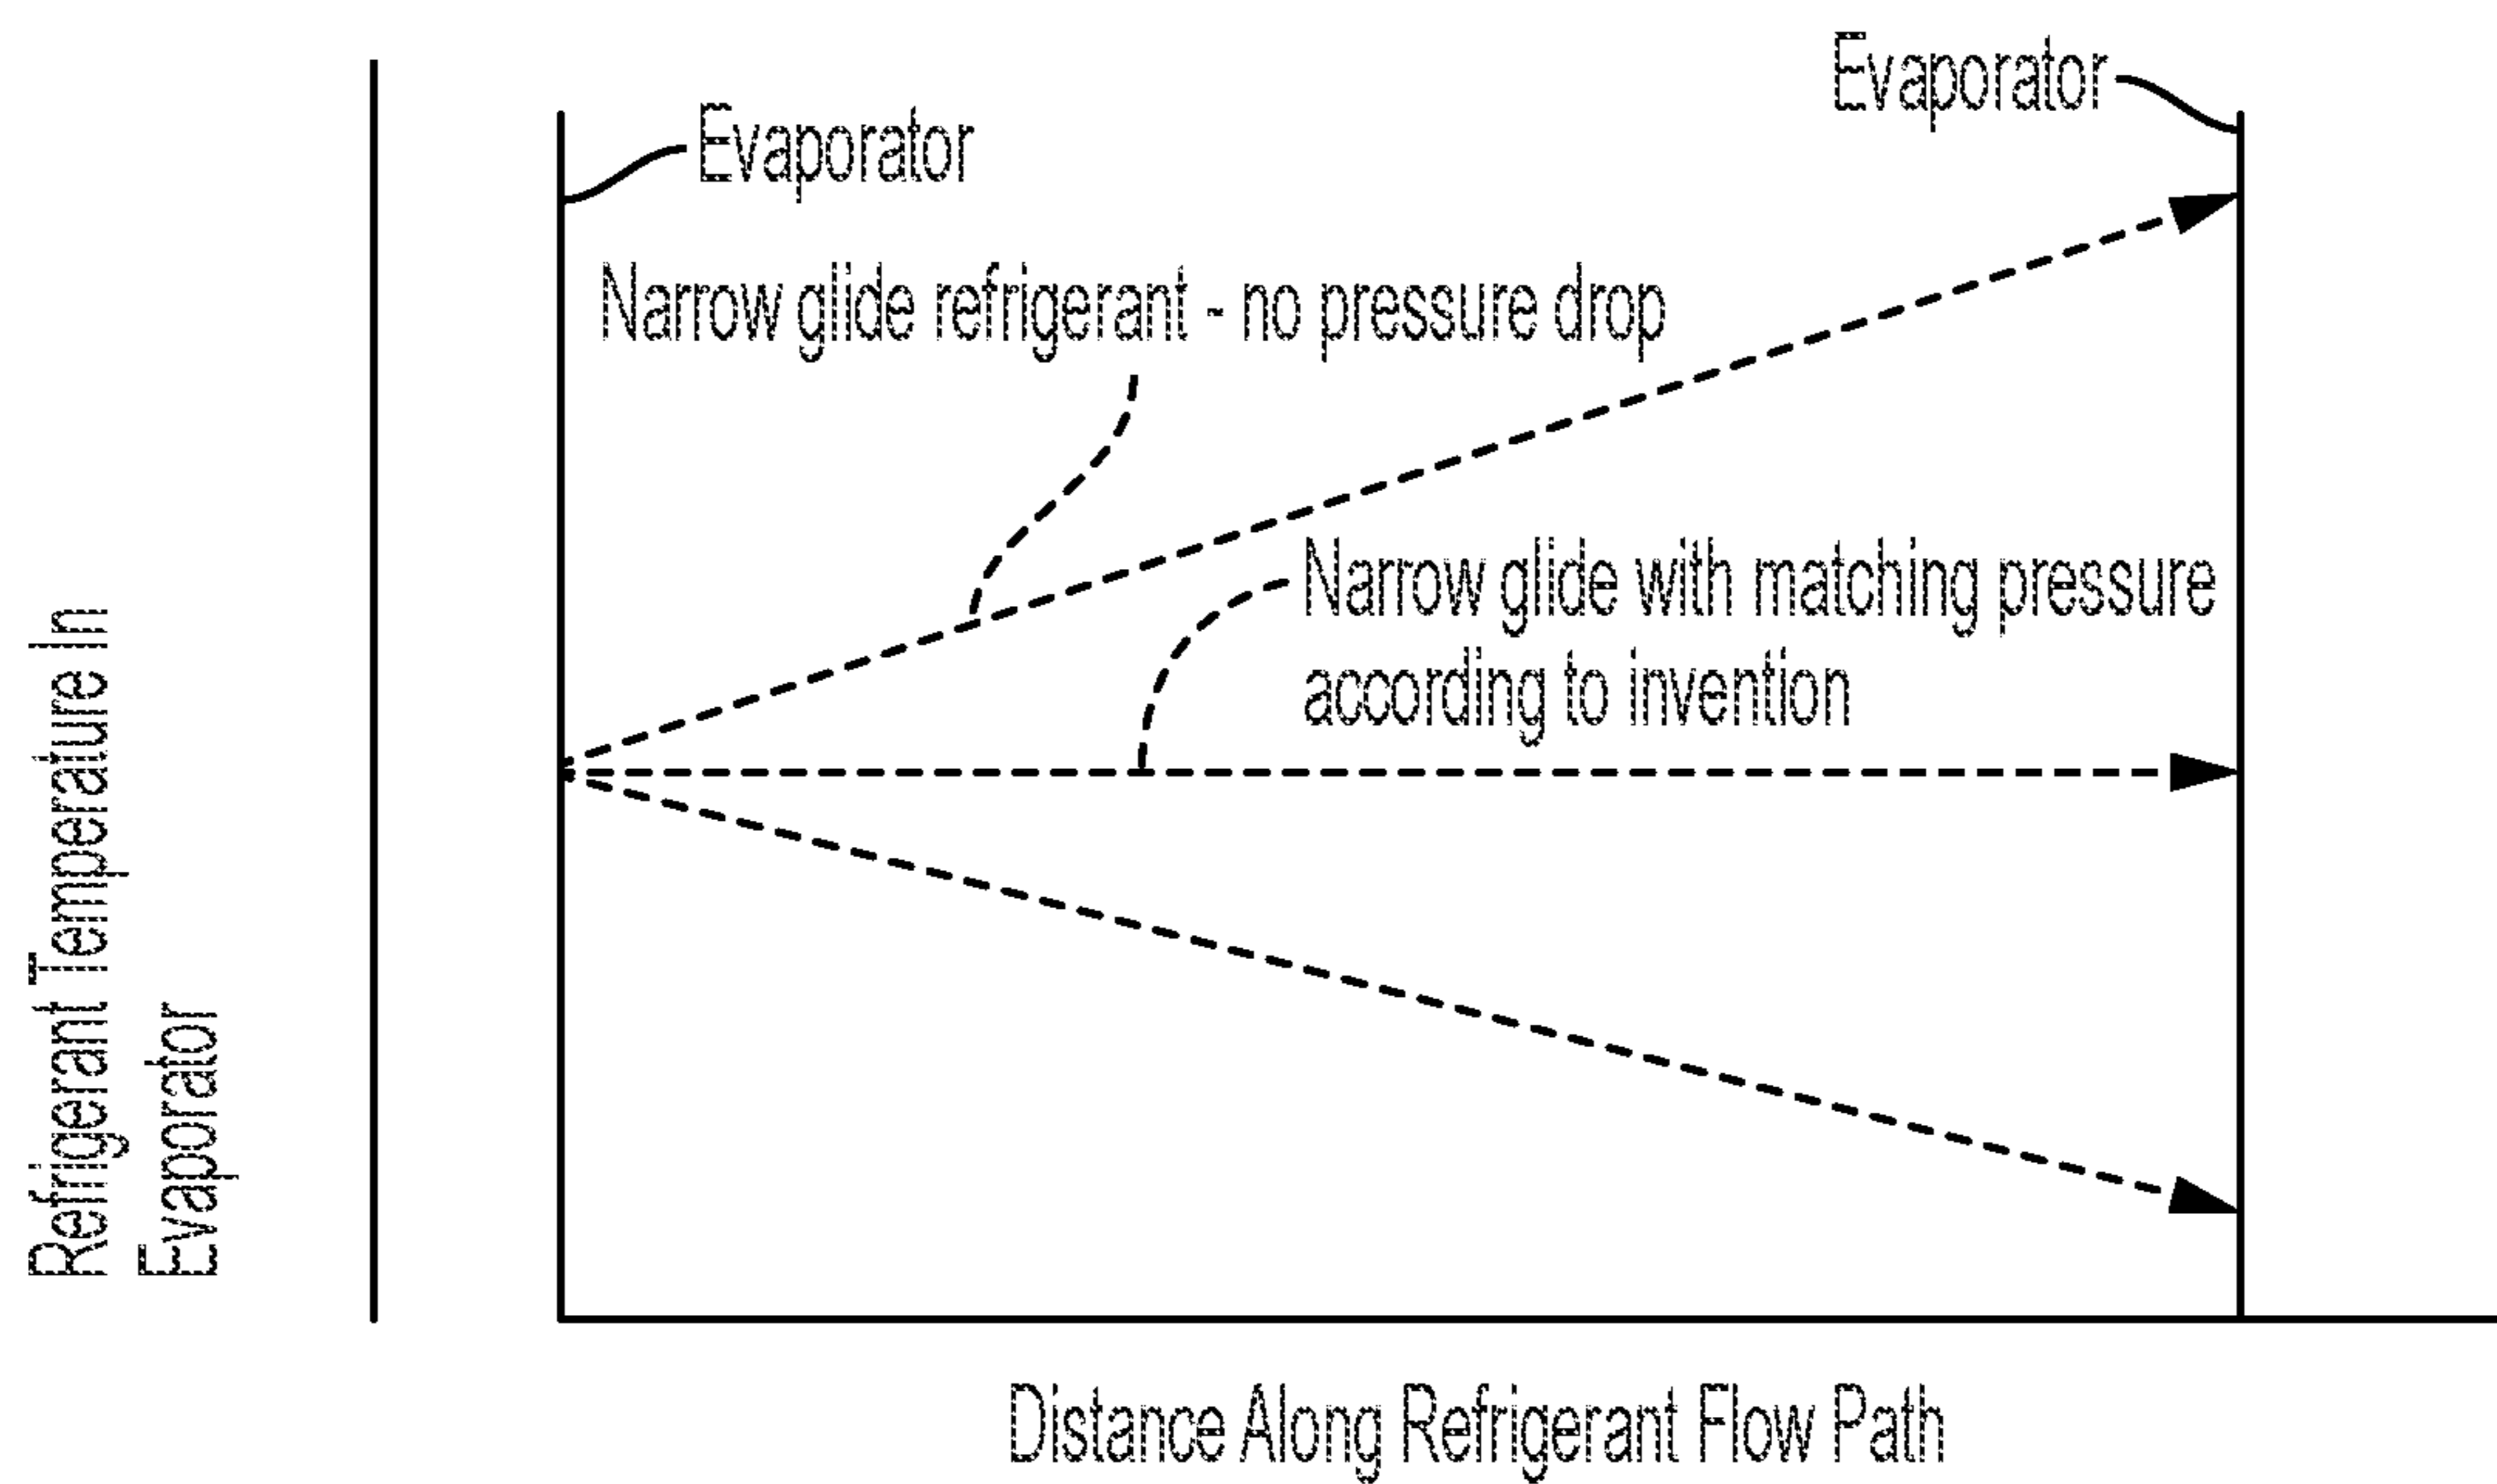 Evaporator
Evaporator
Narrow glide refrigerant - no pressure drop
Narrow glide with matching pressure
according to invention
Refrigerant Temperature In
Evaporator
Distance Along Refrigerant Flow Path